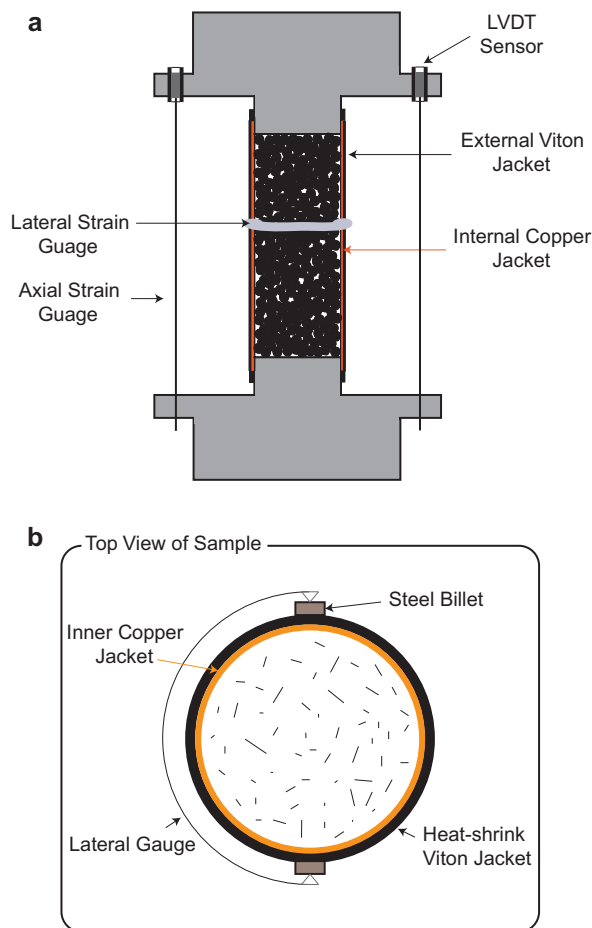 a
LVDT
Sensor
External Viton
Jacket
Lateral Strain
Guage
Internal Copper
Jacket
Axial Strain
Guage
b
Top View of Sample
Steel Billet
Inner Copper
Jacket
Lateral Gauge
Heat-shrink
Viton Jacket